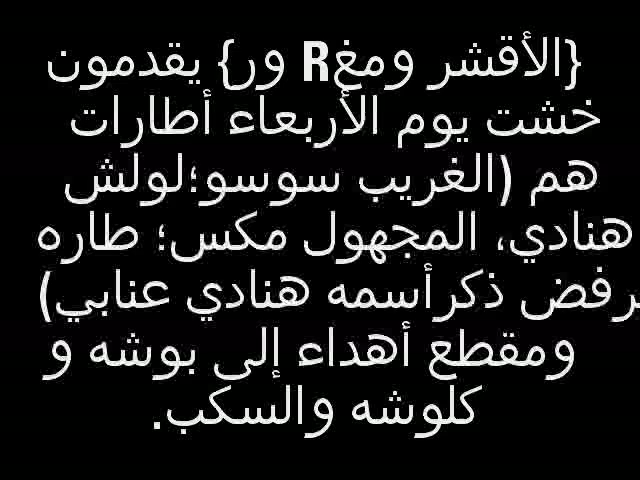 {الأقشر ومغR ور} يقدمون
خشت يوم الأربعاء أطارات
هم (الغريب سوسو؛لولش
هنادي، المجهول مكس؛ طاره
رفض ذكرأسمه هنادي عنابي)
ومقطع أهداء إلى بوشه و
كلوشه والسكب.